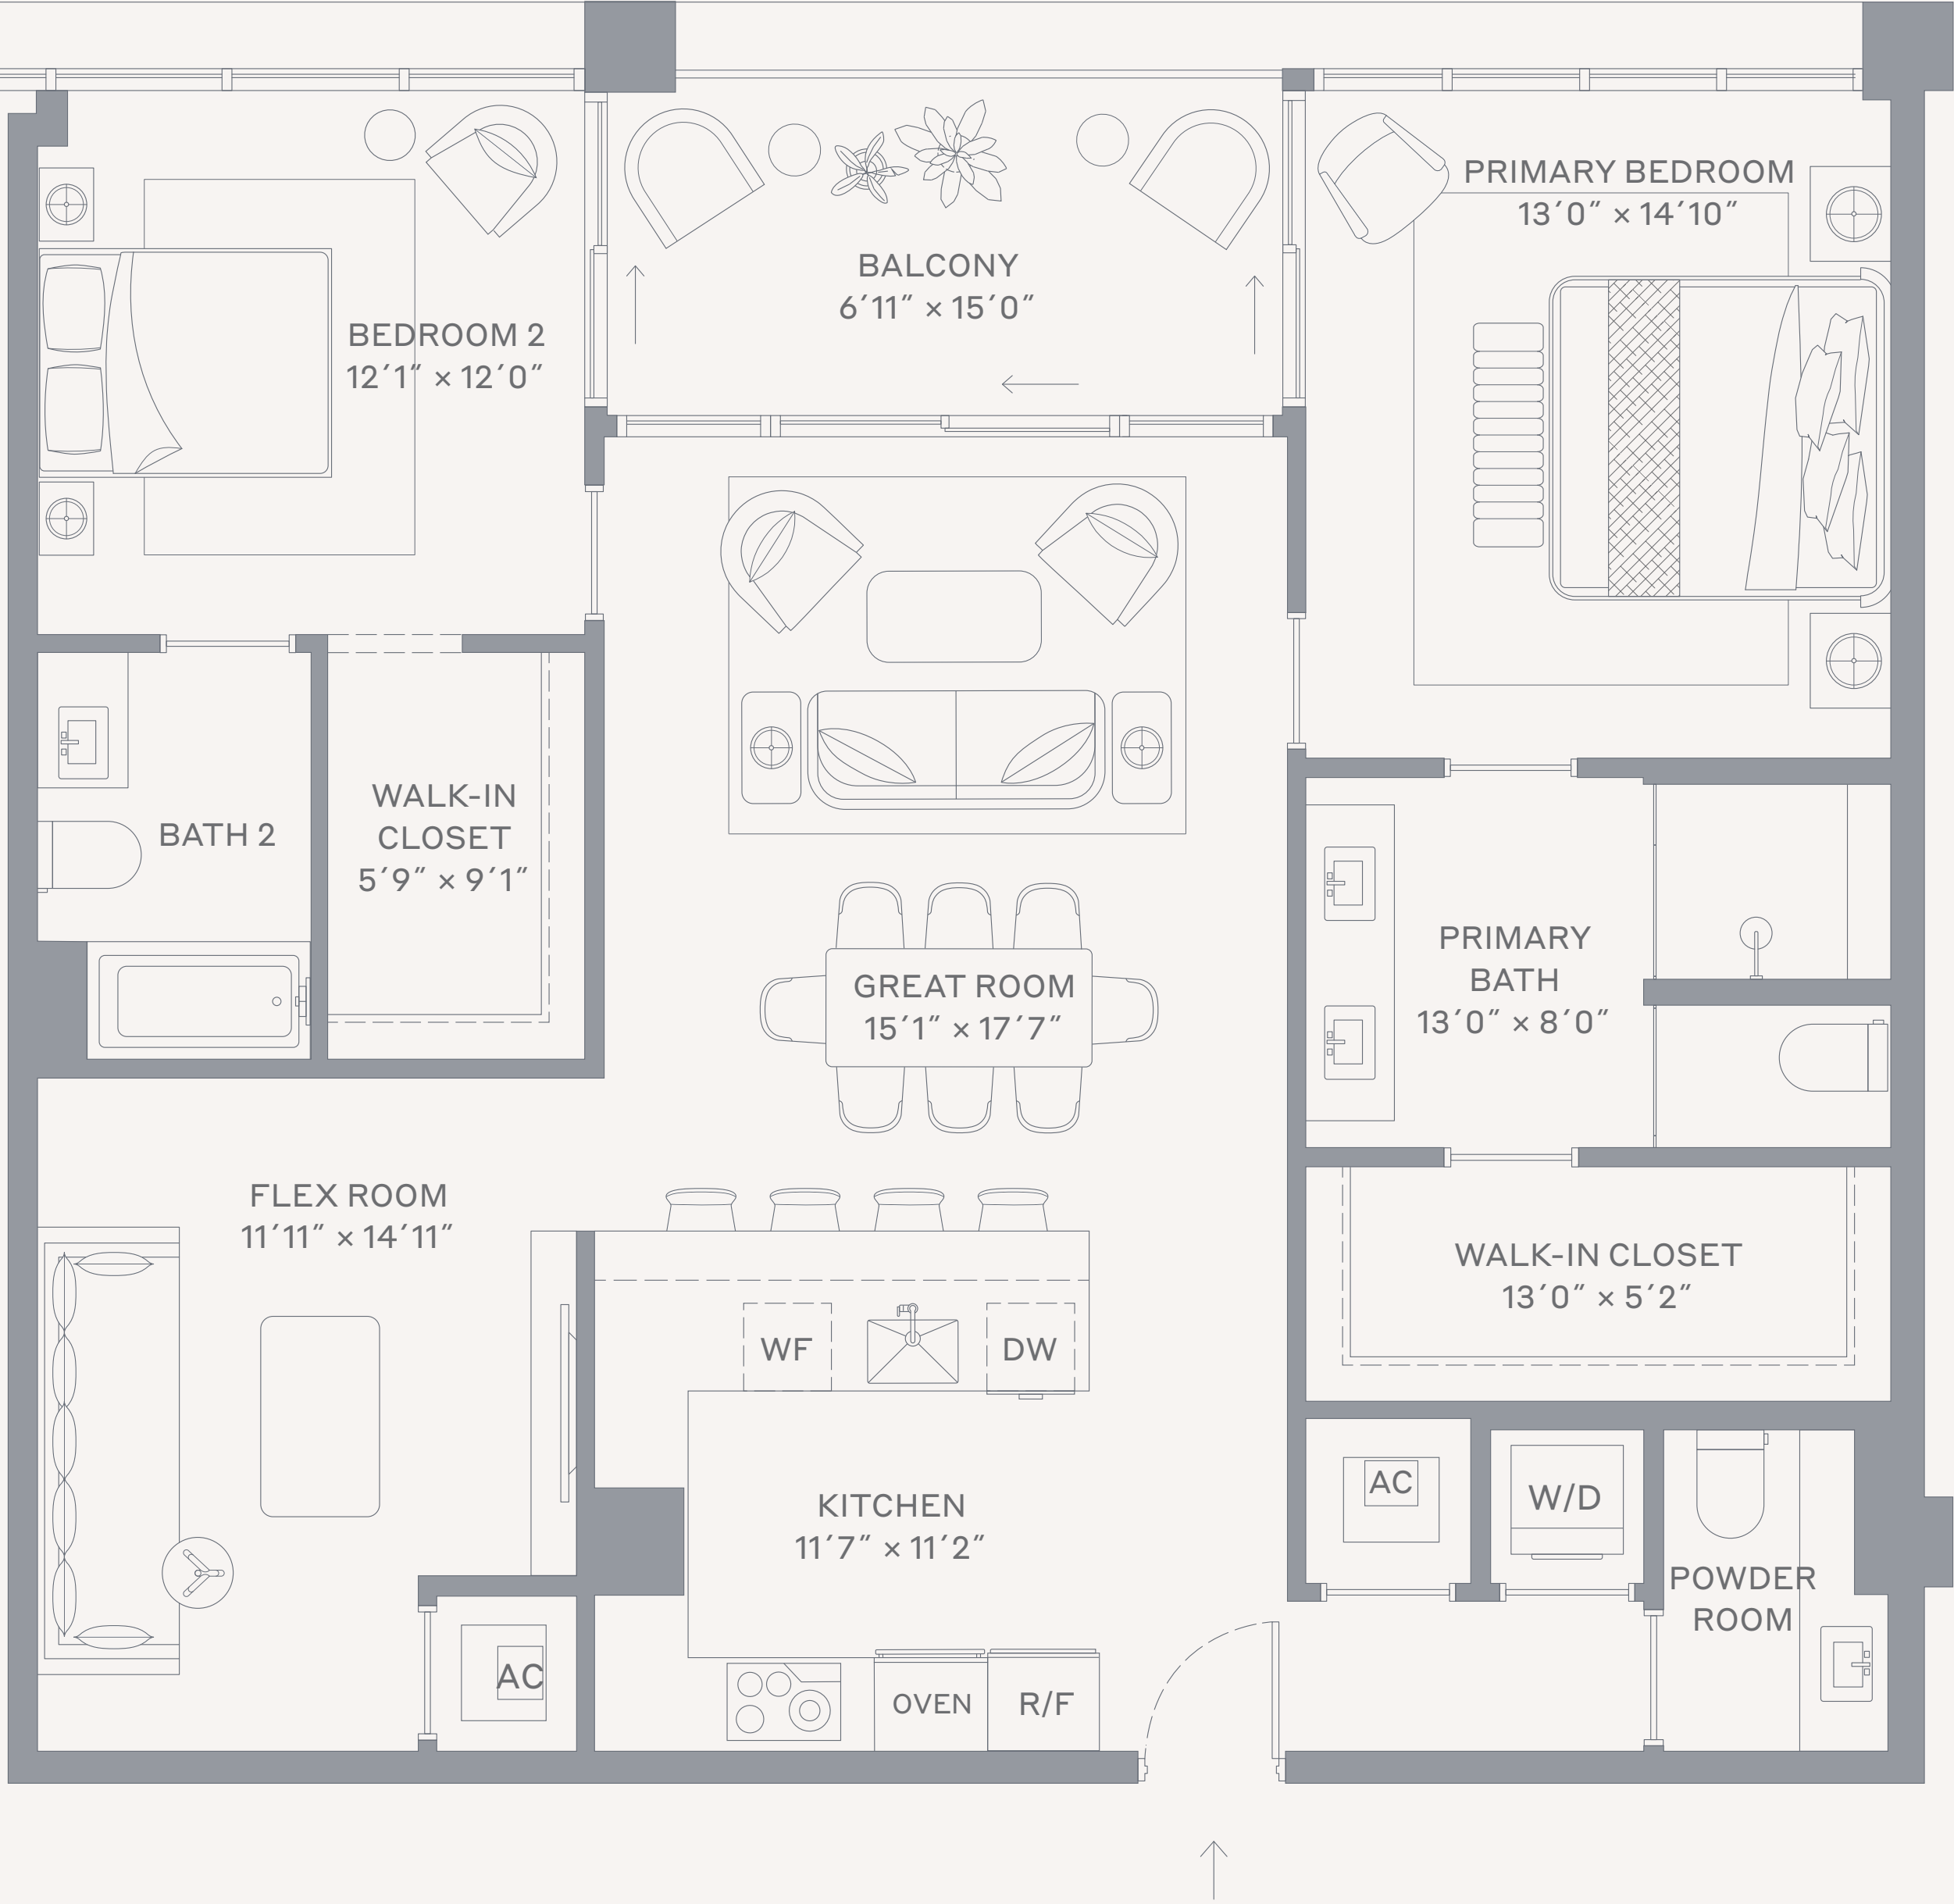 PRIMARY BEDROOM
13′0″ × 14′10″
BALCONY
6′11″ × 15′0″
BEDROOM 2
12′1″ × 12′0″
WALK-IN
CLOSET
5′9″ × 9′1″
BATH 2
PRIMARY
BATH
13′0″ × 8′0″
GREAT ROOM
15′1″ × 17′7″
FLEX ROOM
11′11″ × 14′11″
WALK-IN CLOSET
13′0″ × 5′2″
WF
DW
KITCHEN
11′7″ × 11′2″
AC
W/D
POWDER
ROOM
AC
OVEN
R/F